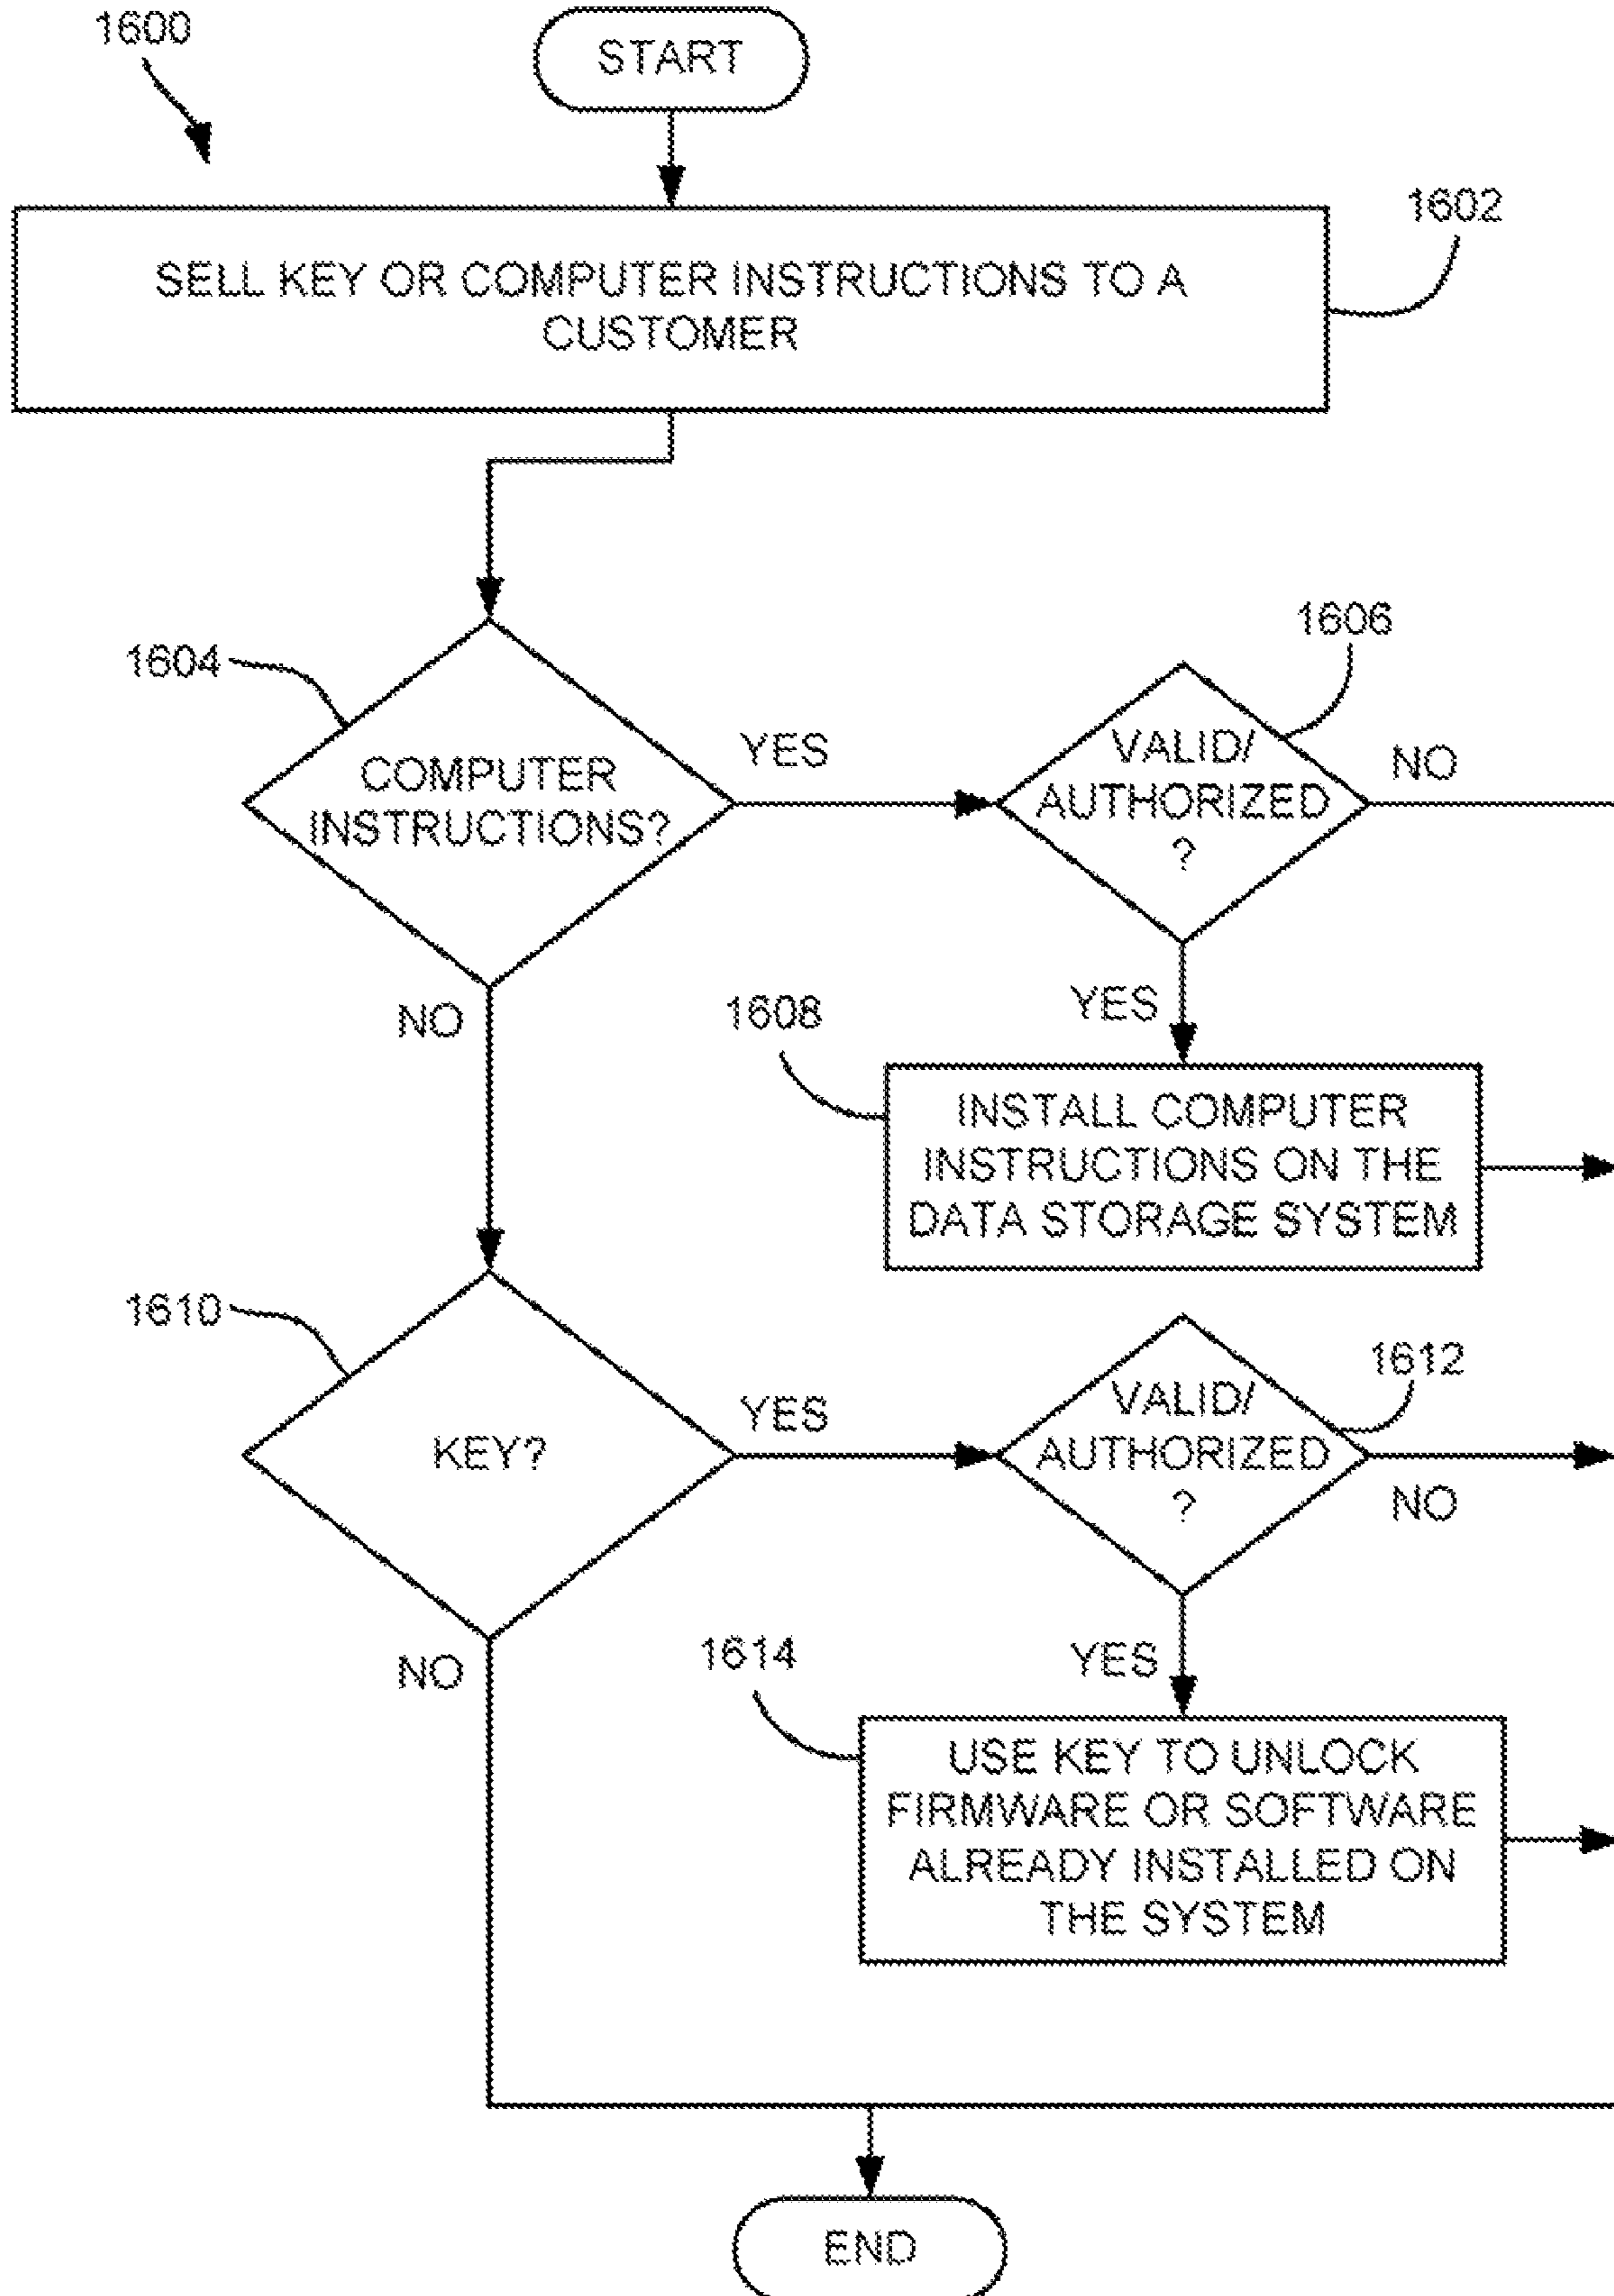 1600
START
1602
SELL KEY OR COMPUTER INSTRUCTIONS TO A
CUSTOMER
1604
COMPUTER
INSTRUCTIONS?
YES
1606
VALID/
AUTHORIZED
?
NO
NO
YES
1608
INSTALL COMPUTER
INSTRUCTIONS ON THE
DATA STORAGE SYSTEM
1610
KEY?
YES
1612
VALID/
AUTHORIZED
?
NO
NO
YES
1614
USE KEY TO UNLOCK
FIRMWARE OR SOFTWARE
ALREADY INSTALLED ON
THE SYSTEM
END